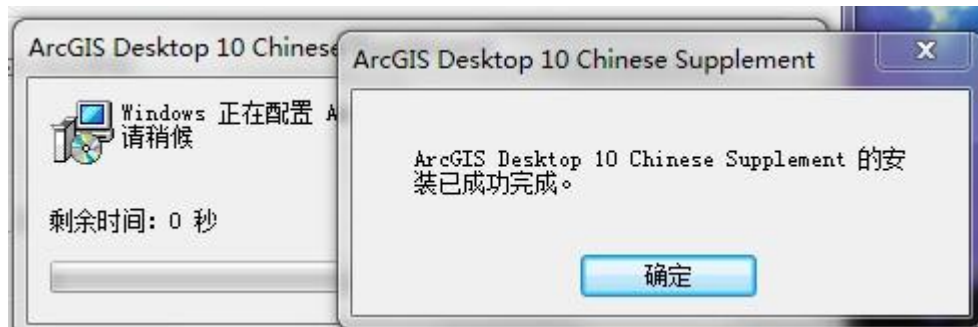 ArcGIS Desktop 10 Chinese
Windows 正在配置 A
请稍候
剩余时间: 0 秒
ArcGIS Desktop 10 Chinese Supplement
ArcGIS Desktop 10 Chinese Supplement 的安
装已成功完成。
确定